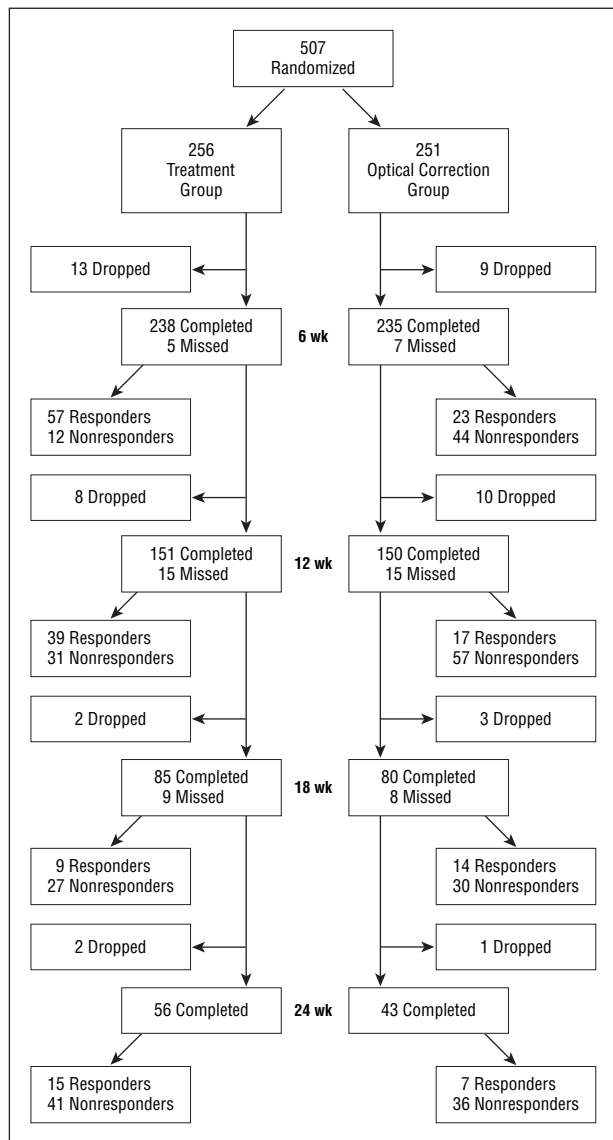 507
Randomized
256
Treatment
Group
251
Optical Correction
Group
13 Dropped
9 Dropped
238 Completed
5 Missed
6 wk
235 Completed
7 Missed
57 Responders
12 Nonresponders
23 Responders
44 Nonresponders
8 Dropped
10 Dropped
151 Completed
15 Missed
12 wk
150 Completed
15 Missed
39 Responders
31 Nonresponders
17 Responders
57 Nonresponders
2 Dropped
3 Dropped
85 Completed
9 Missed
18 wk
80 Completed
8 Missed
9 Responders
27 Nonresponders
14 Responders
30 Nonresponders
2 Dropped
1 Dropped
56 Completed
24 wk
43 Completed
15 Responders
41 Nonresponders
7 Responders
36 Nonresponders